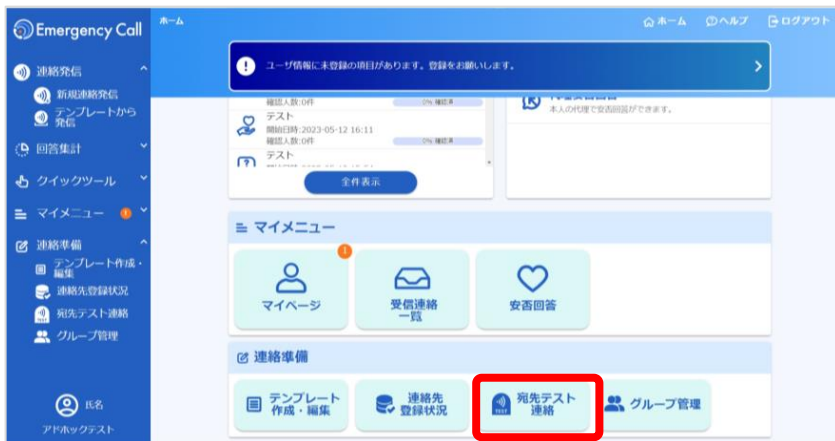 Emergency Call
ホーム
ホーム
ヘルプ
ログアウト
連絡発信
新規連絡発信
テンプレートから
発信
回答集計
クイックツール
マイメニュー
連絡準備
テンプレート作成・
編集
連絡先登録状況
宛先テスト連絡
グループ管理
氏名
アドホックテスト
ユーザ情報に未登録の項目があります。登録をお願いします。
確認人数:0件
0% 確認済
テスト
開始日時:2023-05-12 16:11
確認人数:0件
0% 確認済
テスト
全件表示
本人の代理で安否回答ができます。
マイメニュー
1
マイページ
受信連絡
一覧
安否回答
連絡準備
テンプレート
作成・編集
連絡先
登録状況
TEST
宛先テスト
連絡
グループ管理